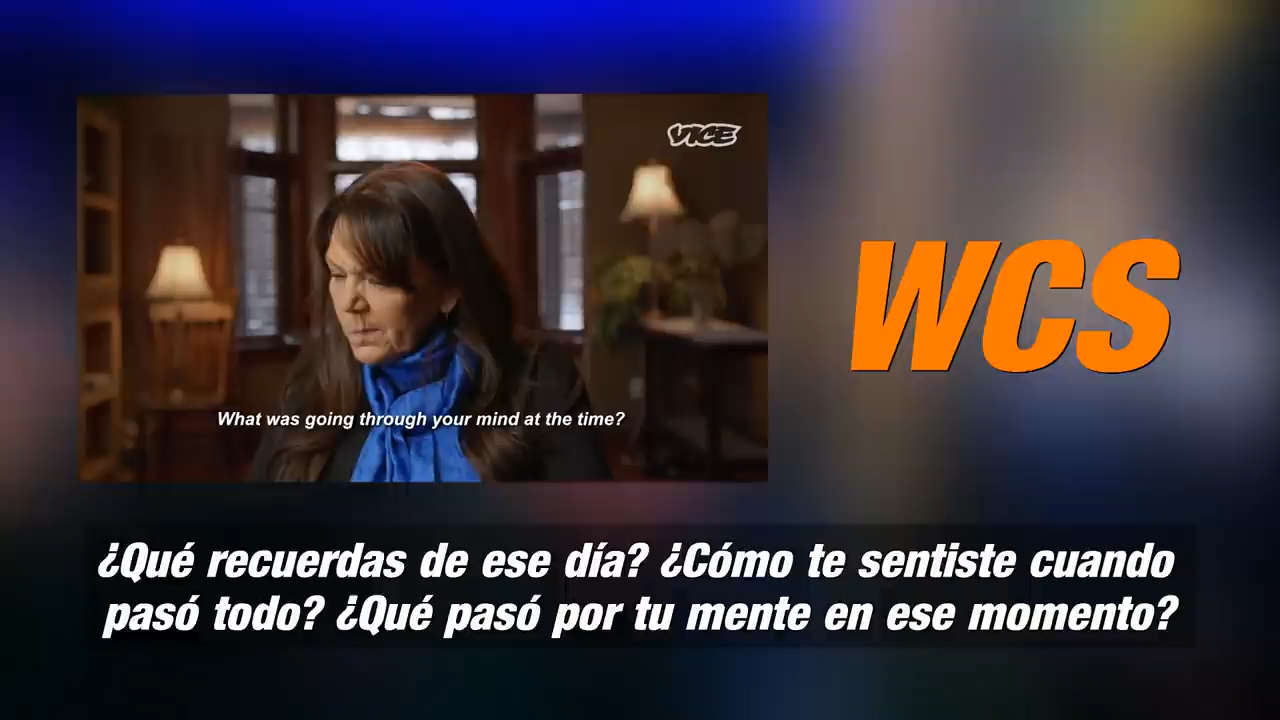 VICE
WCS
What was going through your mind at the time?
¿Qué recuerdas de ese día? ¿Cómo te sentiste cuando
pasó todo? ¿Qué pasó por tu mente en ese momento?